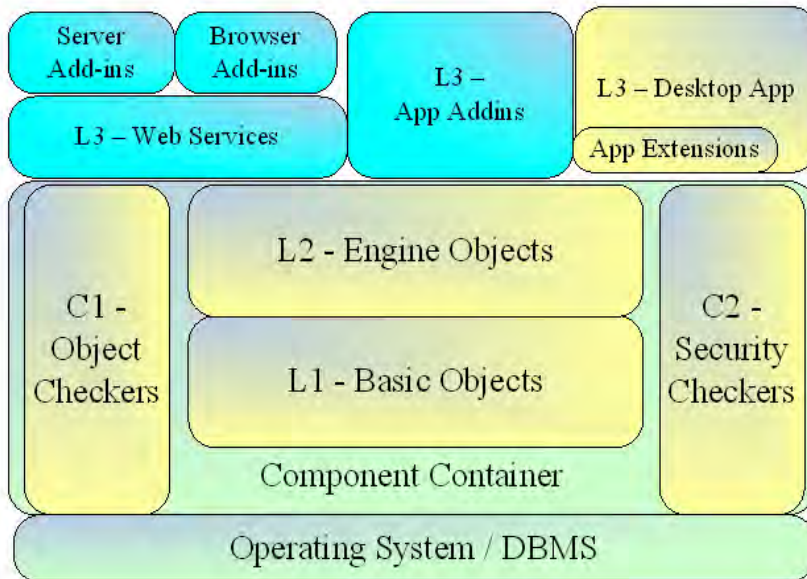 Server
Add-ins
Browser
Add-ins
L3 – Web Services
L3 –
App Addins
L3 – Desktop App
App Extensions
C1 -
Object
Checkers
L2 - Engine Objects
L1 - Basic Objects
C2 -
Security
Checkers
Component Container
Operating System / DBMS